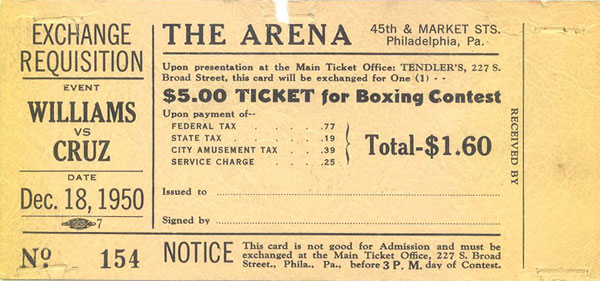 EXCHANGE
REQUISITION
EVENT
WILLIAMS
VS
CRUZ
DATE
Dec. 18, 1950
7
No 154
THE ARENA
45th & MARKET STS.
Philadelphia, Pa.
Upon presentation at the Main Ticket Office: TENDLER'S, 227 S.
Broad Street, this card will be exchanged for One (1) - -
$5.00 TICKET for Boxing Contest
Upon payment of--
FEDERAL TAX . . . . .77
STATE TAX . . . . .19
CITY AMUSEMENT TAX . .39
SERVICE CHARGE . . . .25
Total-$1.60
Issued to
Signed by
RECEIVED BY
NOTICE
This card is not good for Admission and must be
exchanged at the Main Ticket Office, 227 S. Broad
Street., Phila., Pa., before 3 P. M. day of Contest.